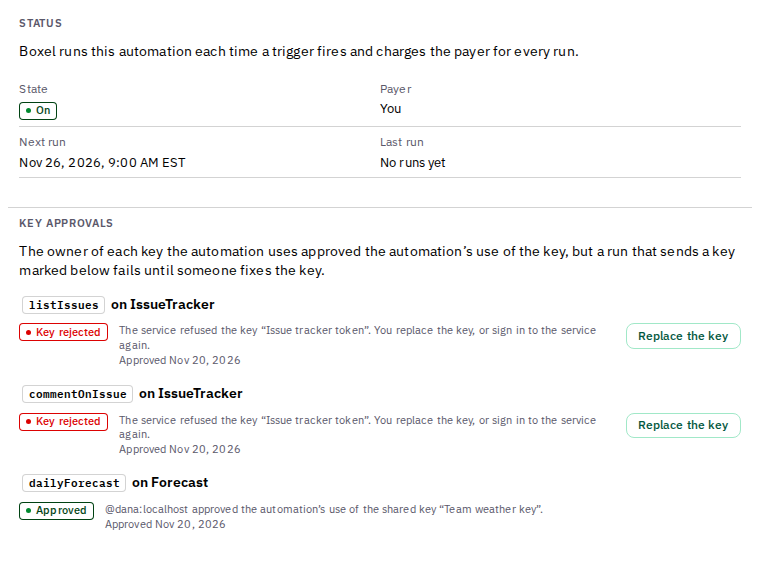 STATUS
Boxel runs this automation each time a trigger fires and charges the payer for every run.
State
Payer
On
You
Next run
Last run
Nov 26, 2026, 9:00 AM EST
No runs yet
KEY APPROVALS
The owner of each key the automation uses approved the automation’s use of the key, but a run that sends a key
marked below fails until someone fixes the key.
listIssues on IssueTracker
Key rejected
The service refused the key “Issue tracker token”. You replace the key, or sign in to the service
again.
Approved Nov 20, 2026
Replace the key
commentOnIssue on IssueTracker
Key rejected
The service refused the key “Issue tracker token”. You replace the key, or sign in to the service
again.
Approved Nov 20, 2026
Replace the key
dailyForecast on Forecast
Approved
@dana:localhost approved the automation’s use of the shared key “Team weather key”.
Approved Nov 20, 2026